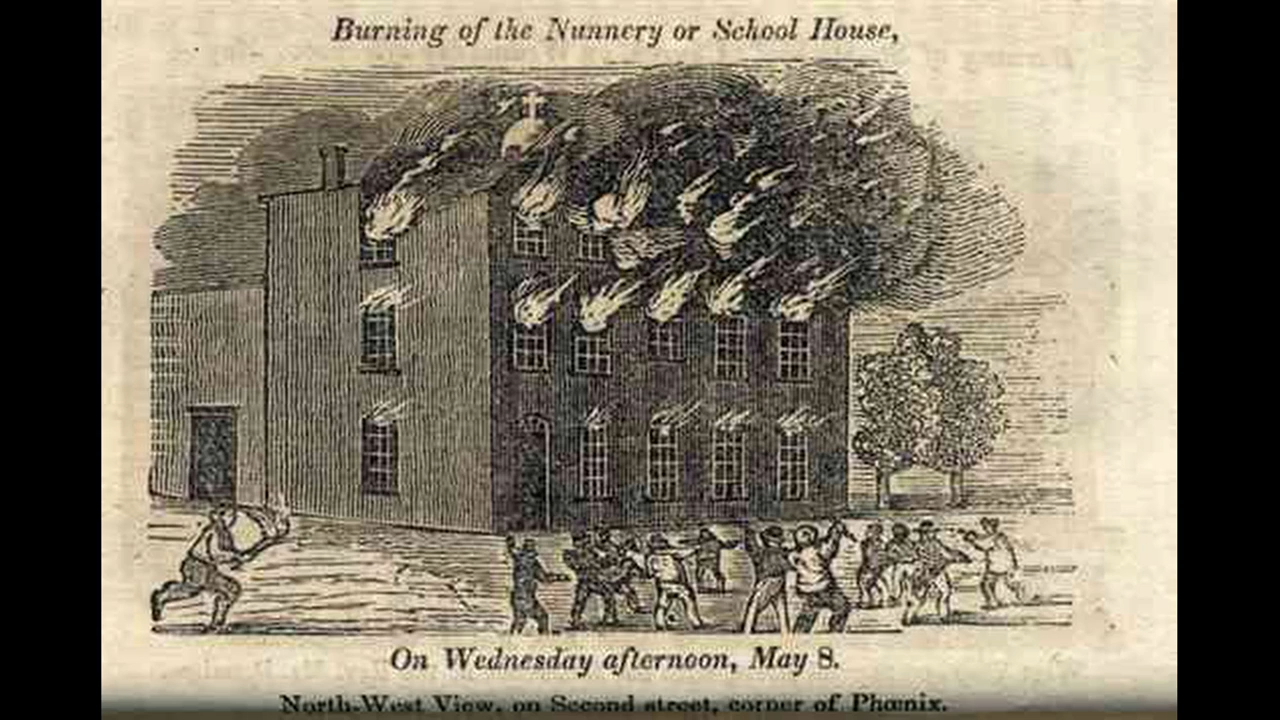 Burning of the Nunnery or School House,
On Wednesday afternoon, May 8.
North-West View, on Second street, corner of Phœnix.